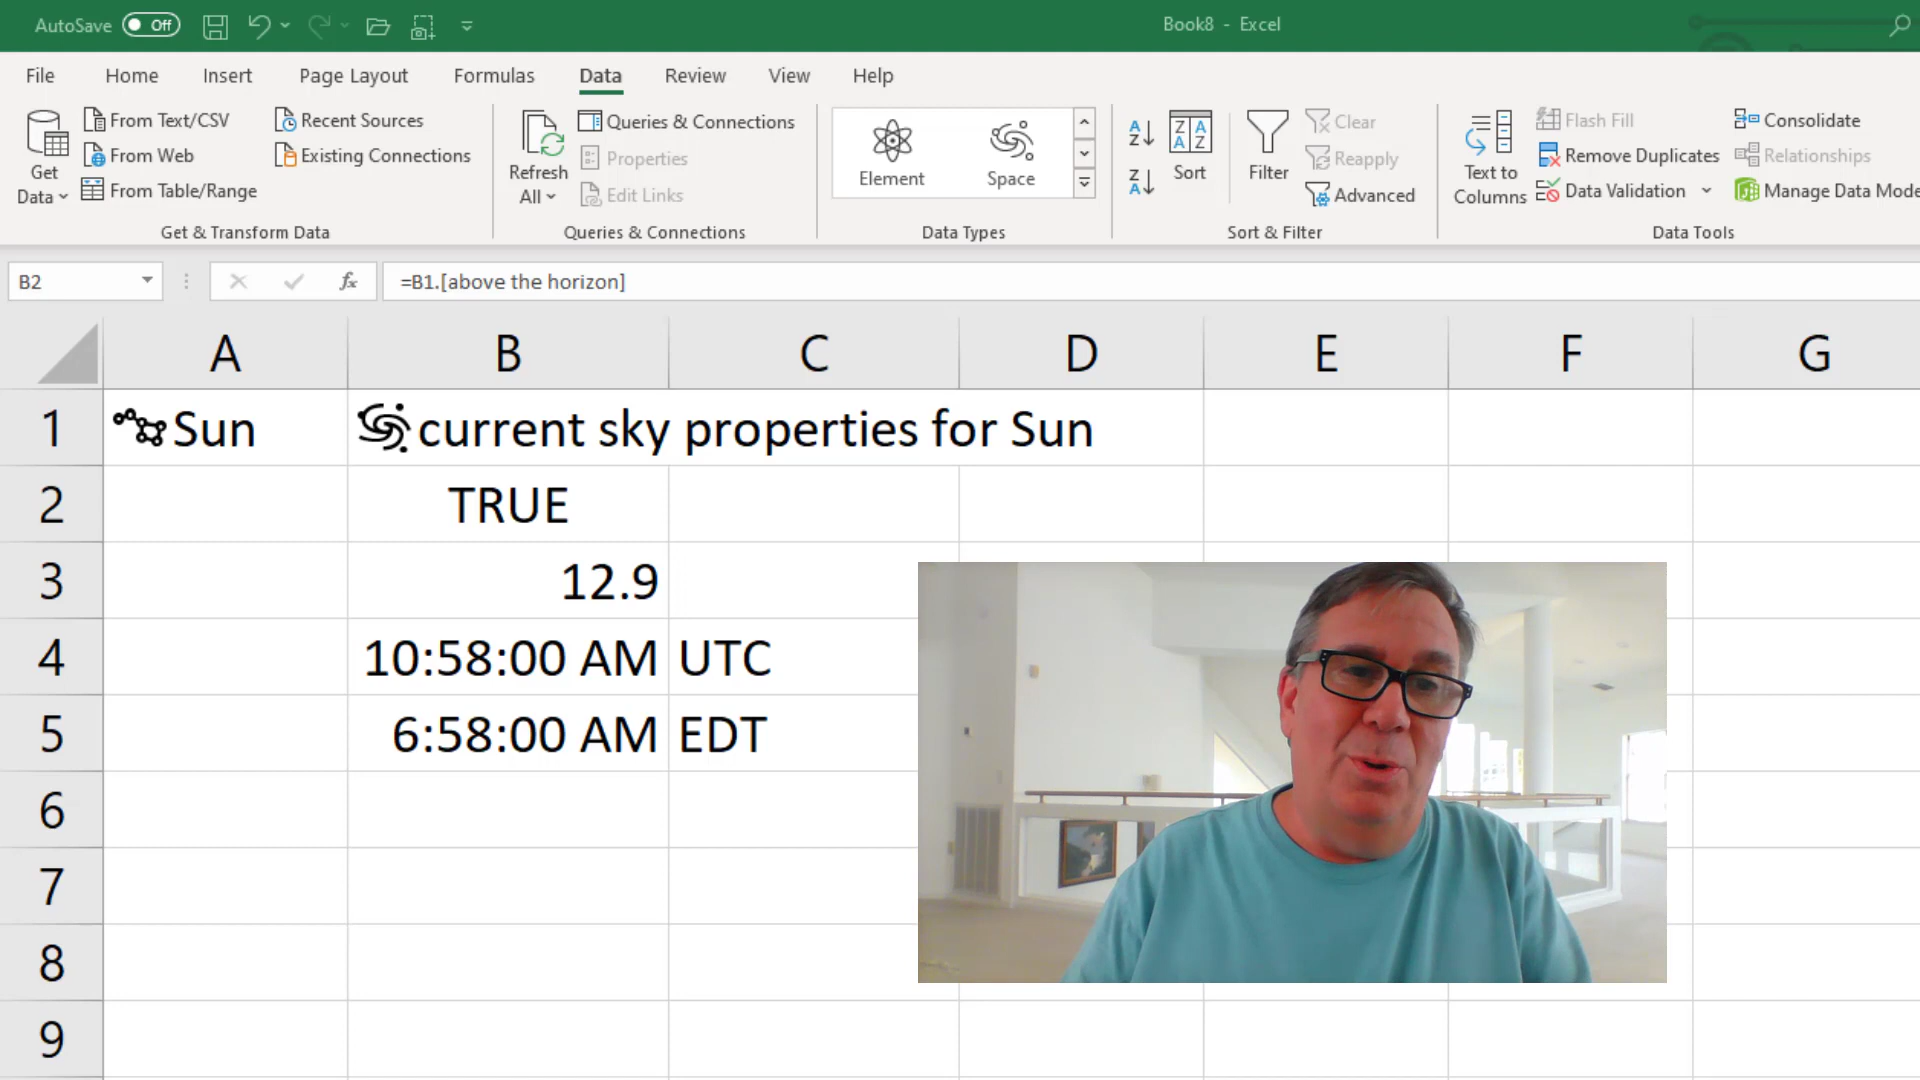 AutoSave Off
Book8 - Excel
File Home Insert Page Layout Formulas Data Review View Help
Get Data
From Text/CSV
From Web
From Table/Range
Recent Sources
Existing Connections
Get & Transform Data
Refresh All
Queries & Connections
Properties
Edit Links
Queries & Connections
Element
Space
Data Types
A Z
Z A
Z A A Z
Sort
Filter
Clear
Reapply
Advanced
Sort & Filter
Text to Columns
Flash Fill
Remove Duplicates
Data Validation
Consolidate
Relationships
Manage Data Mode
Data Tools
B2
fx
=B1.[above the horizon]
A B C D E F G
1 Sun current sky properties for Sun
2 TRUE
3 12.9
4 10:58:00 AM UTC
5 6:58:00 AM EDT
6
7
8
9